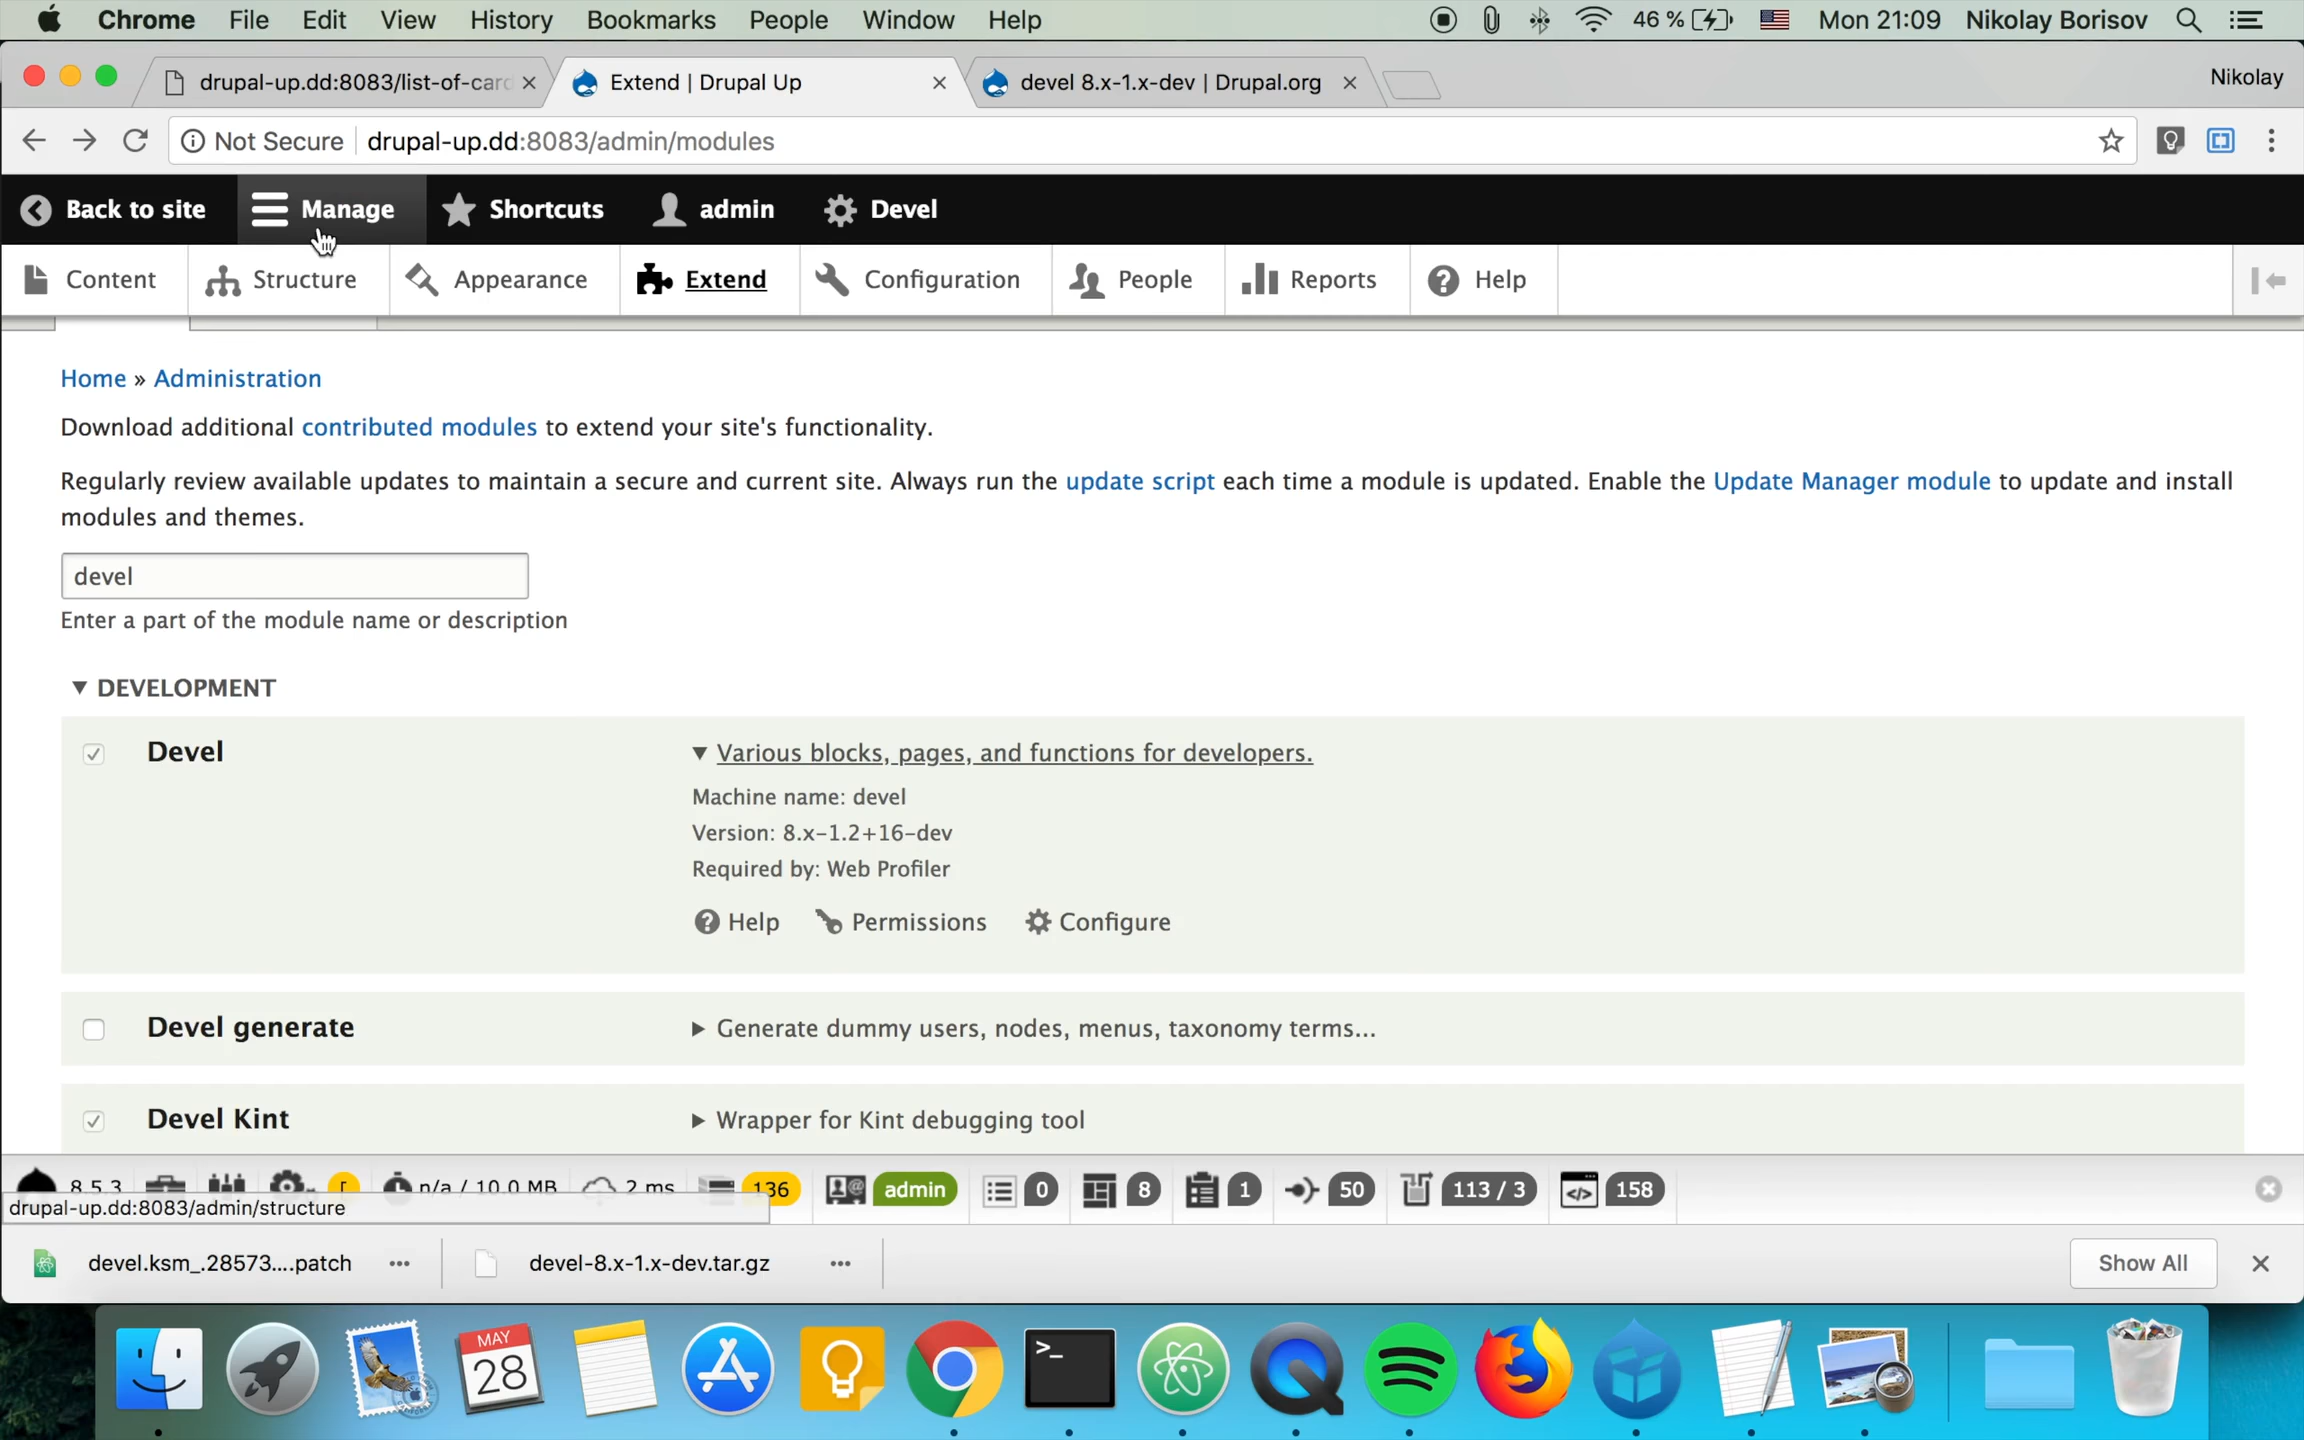 Chrome File Edit View History Bookmarks People Window Help 46 % Mon 21:09 Nikolay Borisov
drupal-up.dd:8083/list-of-card Extend | Drupal Up devel 8.x-1.x-dev | Drupal.org Nikolay
Not Secure drupal-up.dd:8083/admin/modules
Back to site Manage Shortcuts admin Devel
Content Structure Appearance Extend Configuration People Reports Help
Home » Administration
Download additional contributed modules to extend your site's functionality.
Regularly review available updates to maintain a secure and current site. Always run the update script each time a module is updated. Enable the Update Manager module to update and install
modules and themes.
devel
Enter a part of the module name or description
▼ DEVELOPMENT
Devel ▼ Various blocks, pages, and functions for developers.
Machine name: devel
Version: 8.x-1.2+16-dev
Required by: Web Profiler
Help Permissions Configure
Devel generate ► Generate dummy users, nodes, menus, taxonomy terms...
Devel Kint ► Wrapper for Kint debugging tool
8.5.3 n/a / 10.0 MB 2 ms 136 admin 0 8 1 50 113 / 3 158
drupal-up.dd:8083/admin/structure
devel.ksm_.28573....patch devel-8.x-1.x-dev.tar.gz Show All
MAY
28